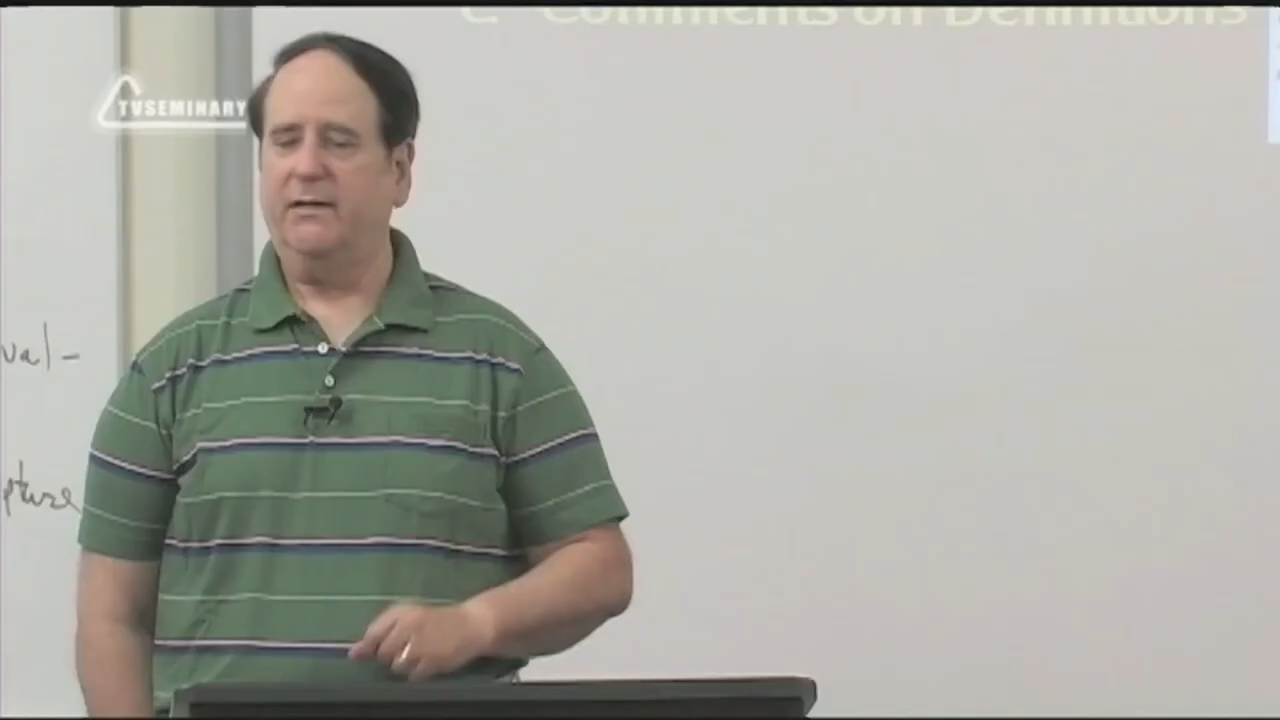 C Comments on Definitions
TVSEMINARY
val-
pture